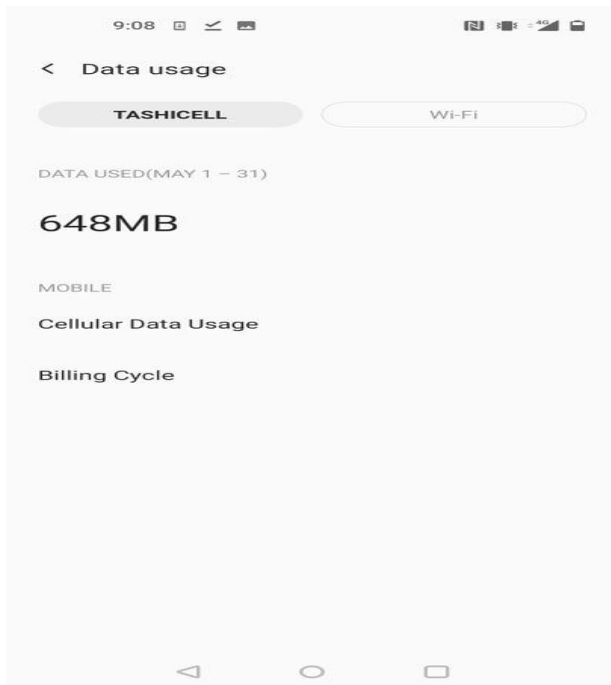 9:08
4G
< Data usage
TASHICELL
Wi-Fi
DATA USED(MAY 1 – 31)
648MB
MOBILE
Cellular Data Usage
Billing Cycle